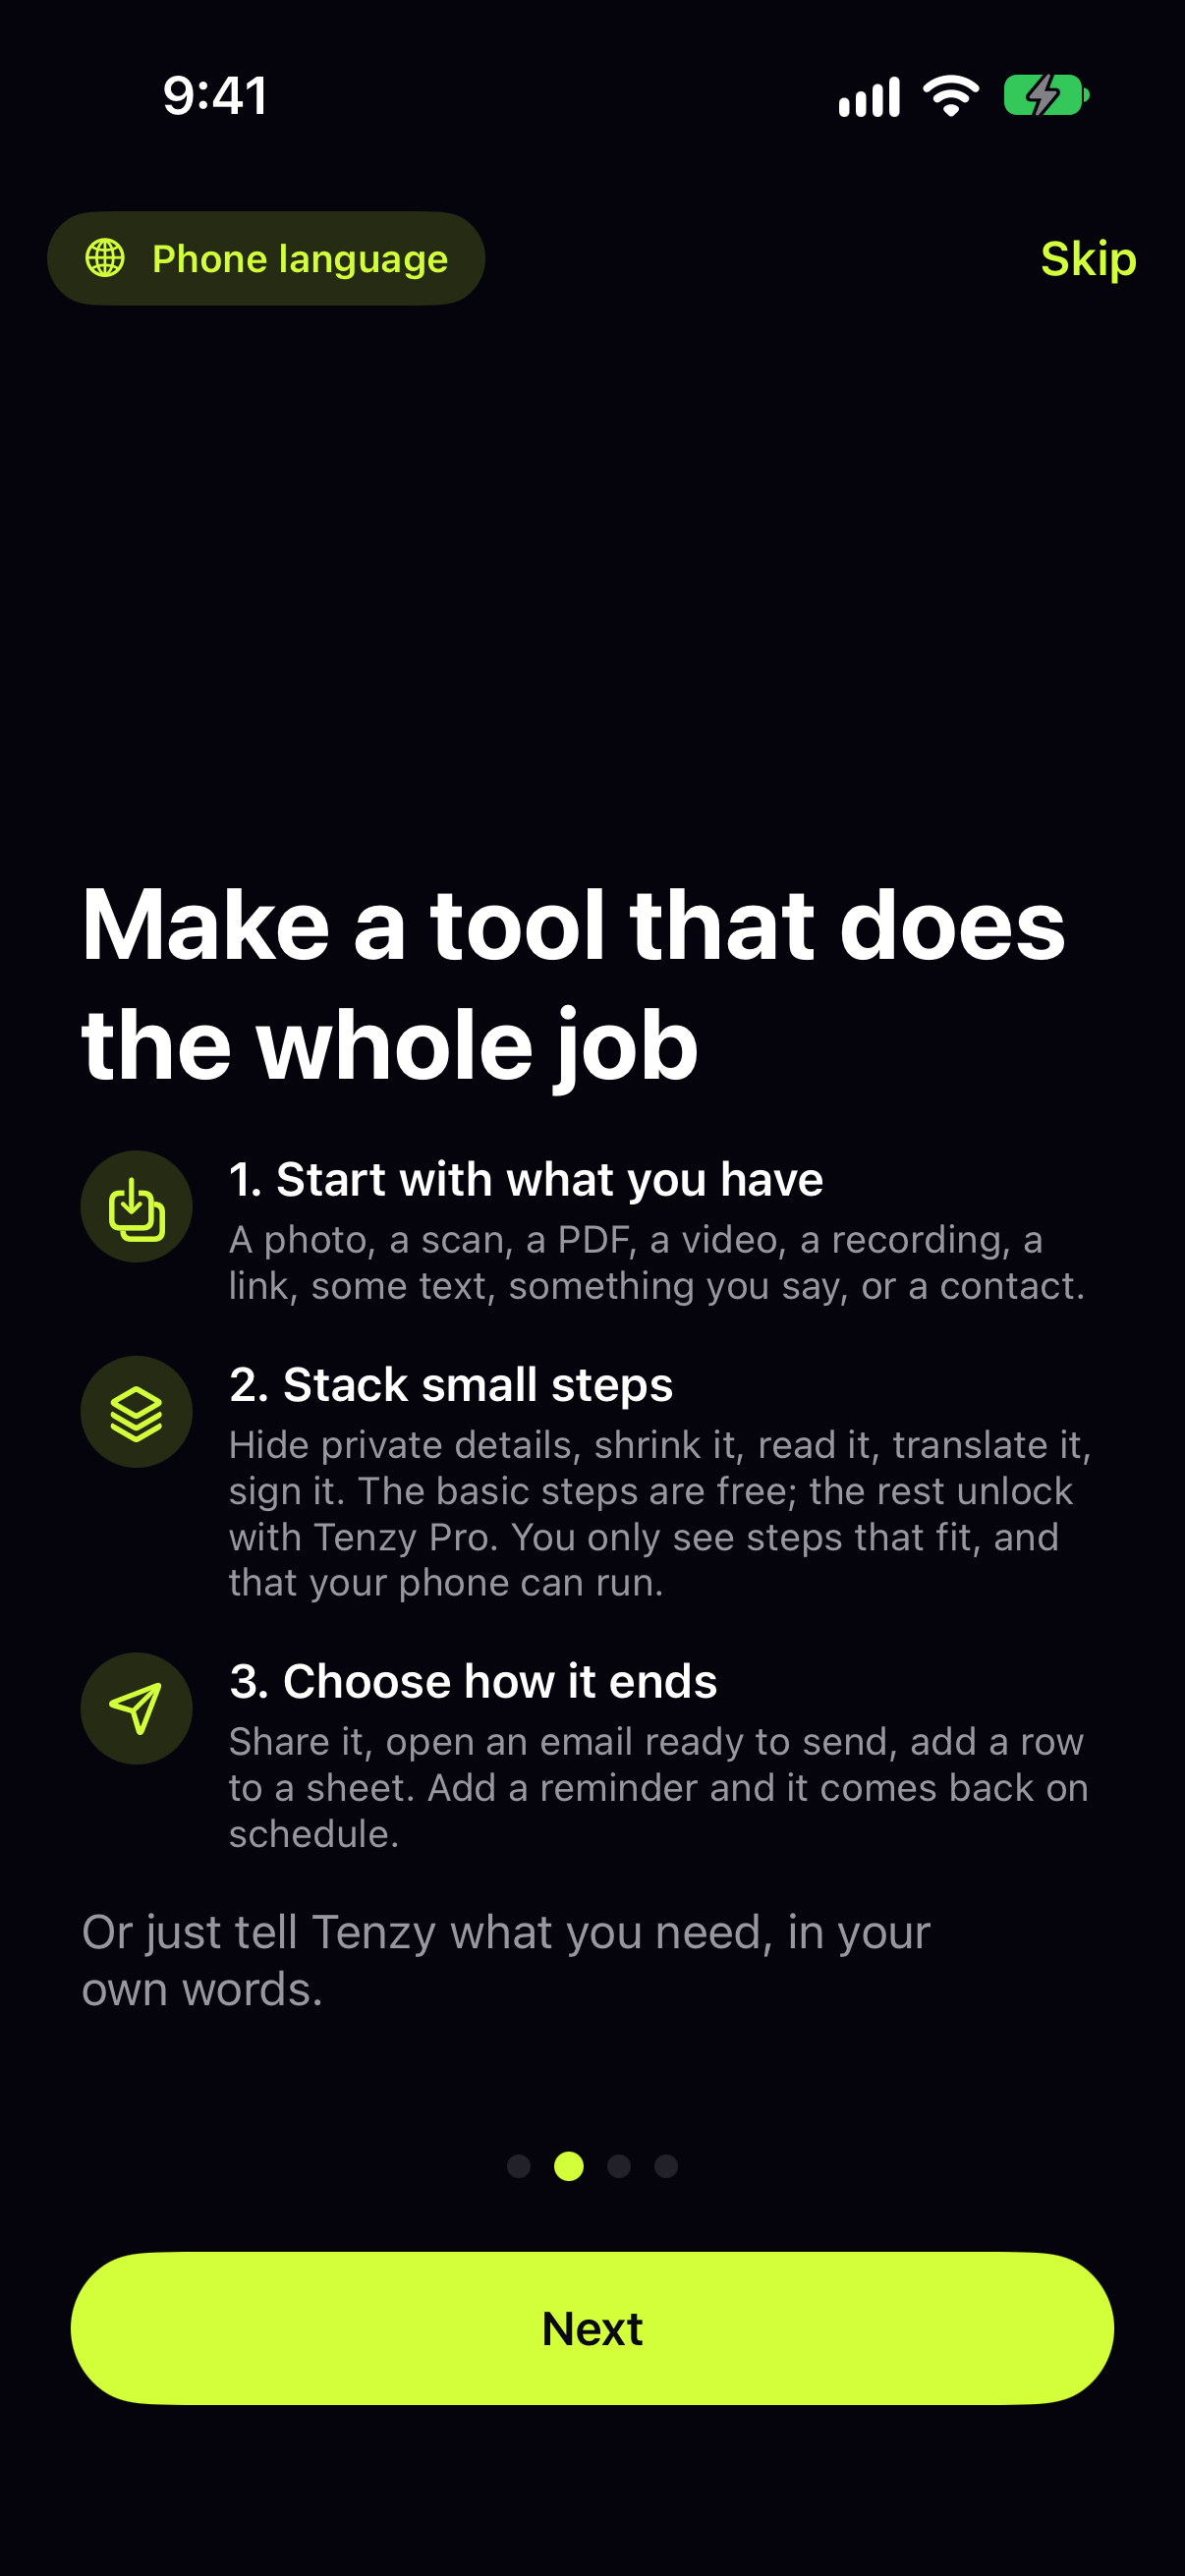 9:41
Phone language
Skip
Make a tool that does
the whole job
1. Start with what you have
A photo, a scan, a PDF, a video, a recording, a
link, some text, something you say, or a contact.
2. Stack small steps
Hide private details, shrink it, read it, translate it,
sign it. The basic steps are free; the rest unlock
with Tenzy Pro. You only see steps that fit, and
that your phone can run.
3. Choose how it ends
Share it, open an email ready to send, add a row
to a sheet. Add a reminder and it comes back on
schedule.
Or just tell Tenzy what you need, in your
own words.
Next